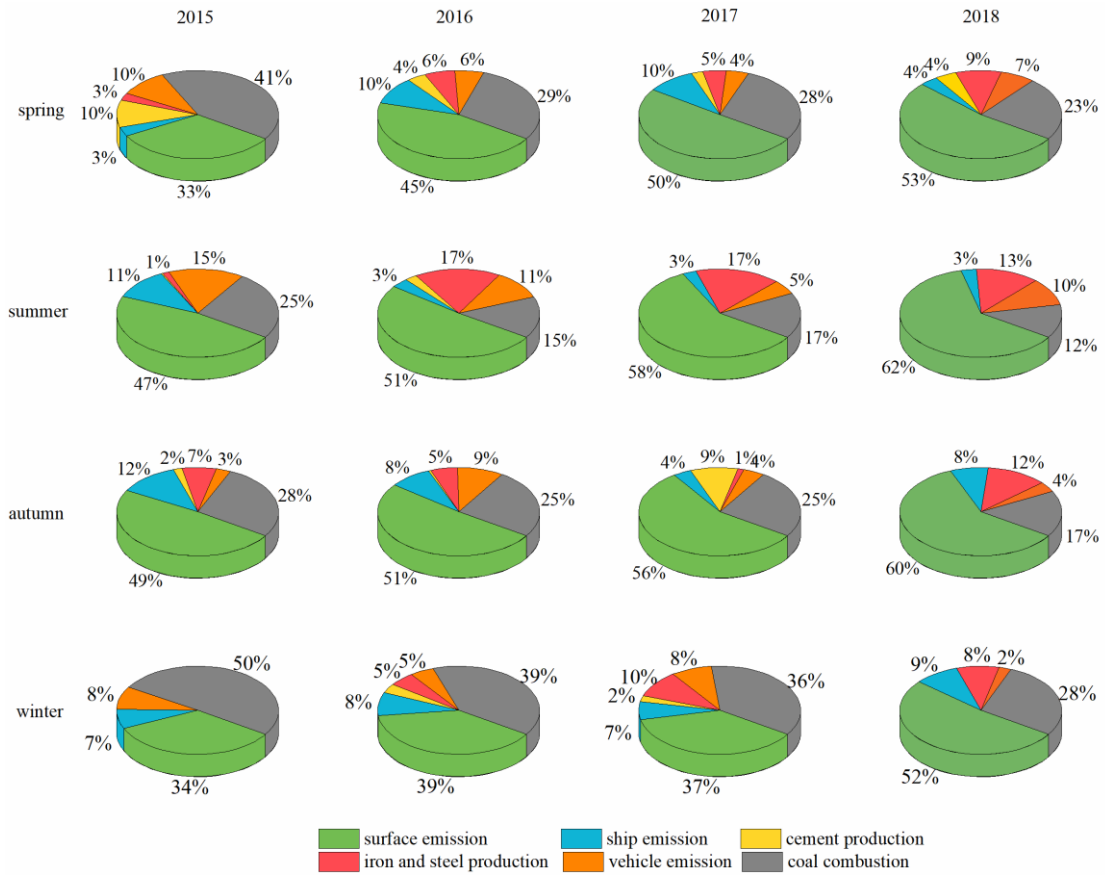 2015 2016 2017 2018
spring
10% 41% 3% 10% 3% 33%
4% 6% 6% 10% 29% 45%
5% 4% 10% 28% 50%
4% 9% 7% 4% 23% 53%
summer
11% 1% 15% 25% 47%
3% 17% 11% 15% 51%
3% 17% 5% 17% 58%
3% 13% 10% 12% 62%
autumn
12% 2% 7% 3% 28% 49%
8% 5% 9% 25% 51%
4% 9% 1% 4% 25% 56%
8% 12% 4% 17% 60%
winter
8% 50% 7% 34%
5% 5% 8% 39% 39%
10% 8% 2% 36% 7% 37%
9% 8% 2% 28% 52%
surface emission ship emission cement production
iron and steel production vehicle emission coal combustion